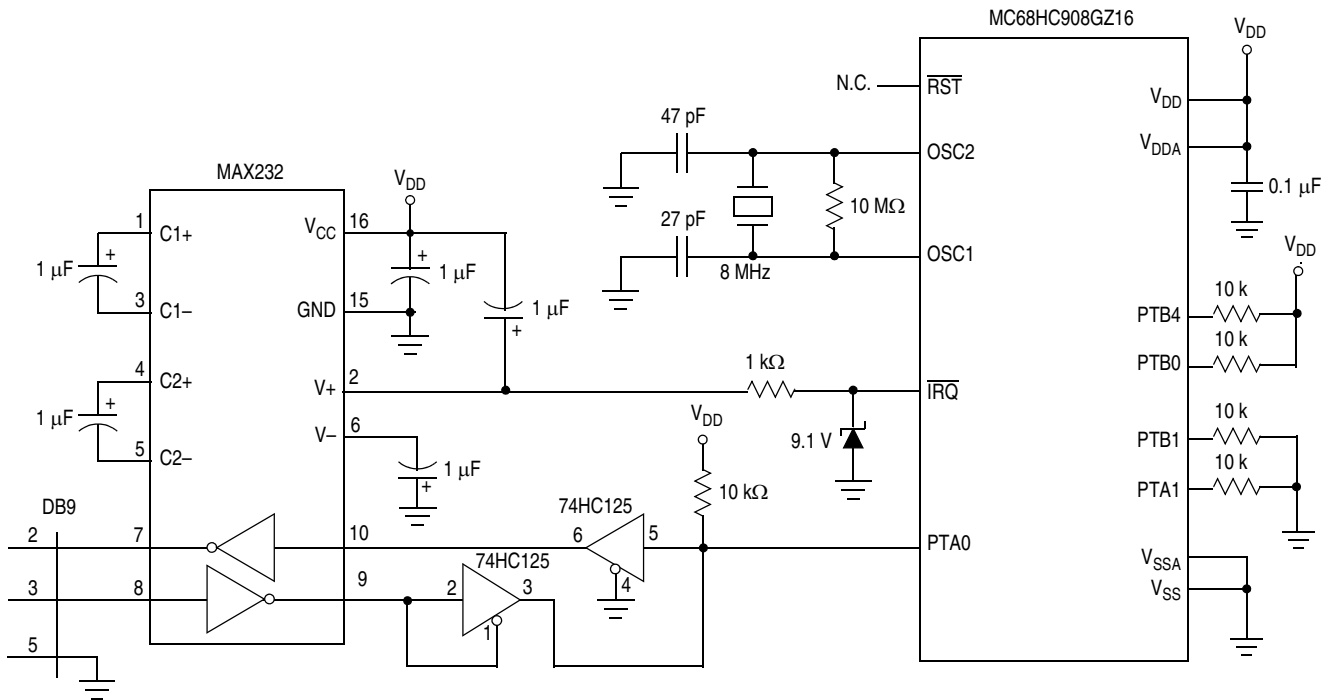 MC68HC908GZ16
VDD
N.C.
RST
VDD
47 pF
OSC2
VDDA
MAX232
VDD
10 MΩ
0.1 μF
1
C1+
VCC
16
27 pF
OSC1
8 MHz
VDD
1 μF
+
+
1 μF
10 k
3
C1–
GND
15
1 μF
+
PTB4
10 k
4
C2+
V+
2
1 kΩ
IRQ
PTB0
1 μF
+
V–
6
VDD
9.1 V
10 k
PTB1
5
C2–
1 μF
+
10 k
10 kΩ
PTA1
DB9
74HC125
2
7
10
6
5
PTA0
4
74HC125
VSSA
3
8
9
2
3
VSS
1
5